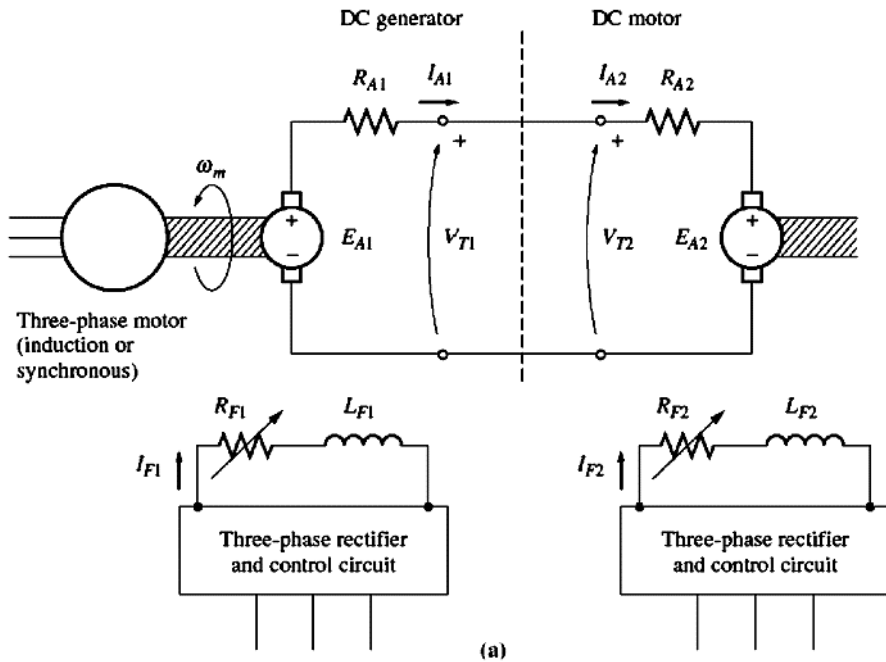 DC generator
DC motor
R_A1
I_A1
I_A2
R_A2
+
+
ω_m
+
E_A1
−
V_T1
V_T2
E_A2
+
−
Three-phase motor
(induction or
synchronous)
R_F1
L_F1
I_F1
R_F2
L_F2
I_F2
Three-phase rectifier
and control circuit
Three-phase rectifier
and control circuit
(a)